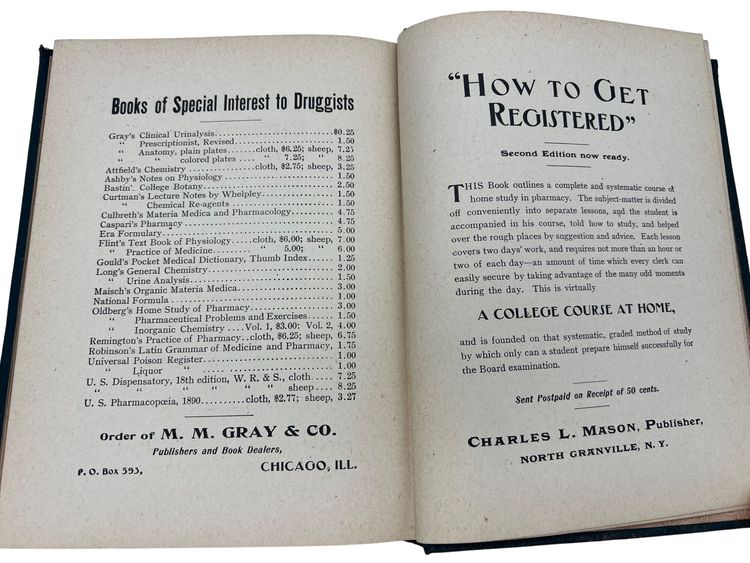 Books of Special Interest to Druggists
Gray's Clinical Urinalysis..............................$0.25
" Prescriptionist, Revised........................ 1.50
" Anatomy, plain plates.....cloth, $6.25; sheep, 7.25
" " colored plates.... " 7.25; " 8.25
Attfield's Chemistry..............cloth, $2.75; sheep, 3.25
Ashby's Notes on Physiology........................ 1.50
Bastin' College Botany............................. 2.50
Curtman's Lecture Notes by Whelpley................ 1.50
" Chemical Re-agents........................ 1.50
Culbreth's Materia Medica and Pharmacology......... 4.75
Caspari's Pharmacy................................. 4.75
Era Formulary...................................... 5.00
Flint's Text Book of Physiology.....cloth, $6.00; sheep, 7.00
" Practice of Medicine......... " 5.00; " 6.00
Gould's Pocket Medical Dictionary, Thumb Index..... 1.25
Long's General Chemistry........................... 2.00
" Urine Analysis............................... 1.50
Maisch's Organic Materia Medica.................... 3.00
National Formula................................... 1.00
Oldberg's Home Study of Pharmacy................... 3.00
" Pharmaceutical Problems and Exercises...... 1.50
" Inorganic Chemistry ....Vol. 1, $3.00: Vol. 2, 4.00
Remington's Practice of Pharmacy..cloth, $6.25; sheep, 6.75
Robinson's Latin Grammar of Medicine and Pharmacy, 1.75
Universal Poison Register.......................... 1.00
" Liquor "........................... 1.00
U. S. Dispensatory, 18th edition, W. R. & S., cloth .... 7.25
" " " " " " sheep .... 8.25
U. S. Pharmacopœia, 1890..........cloth, $2.77; sheep, 3.27
Order of M. M. GRAY & CO.
Publishers and Book Dealers,
P. O. Box 593, CHICAGO, ILL.
"HOW TO GET
REGISTERED"
Second Edition now ready.
THIS Book outlines a complete and systematic course of
home study in pharmacy. The subject-matter is divided
off conveniently into separate lessons, and the student is
accompanied in his course, told how to study, and helped
over the rough places by suggestion and advice. Each lesson
covers two days' work, and requires not more than an hour or
two of each day—an amount of time which every clerk can
easily secure by taking advantage of the many odd moments
during the day. This is virtually
A COLLEGE COURSE AT HOME,
and is founded on that systematic, graded method of study
by which only can a student prepare himself successfully for
the Board examination.
Sent Postpaid on Receipt of 50 cents.
CHARLES L. MASON, Publisher,
NORTH GRANVILLE, N. Y.